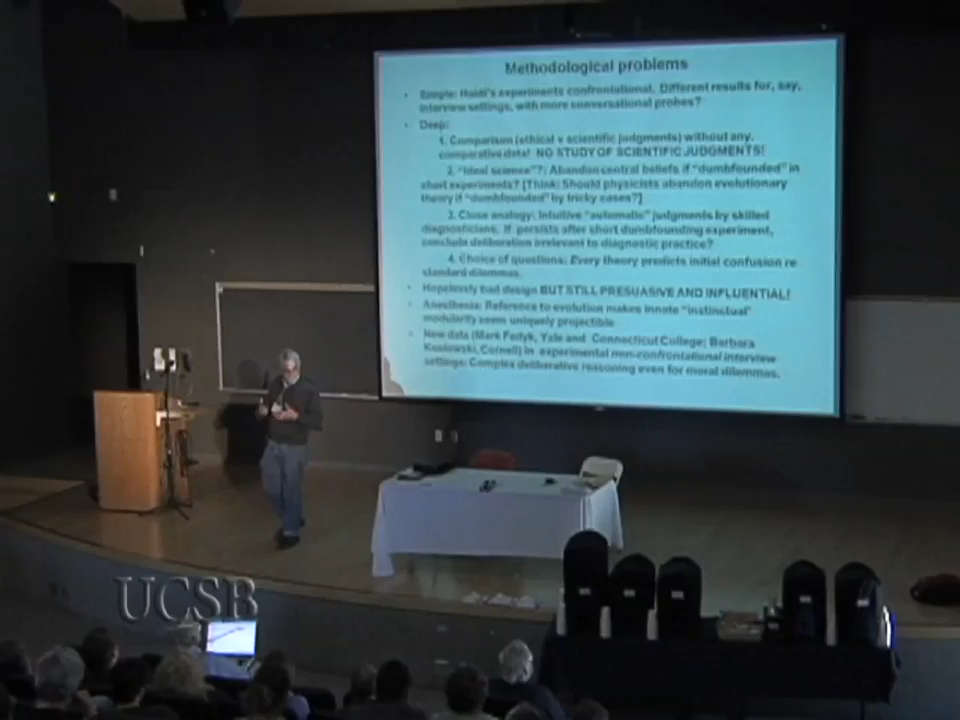 Methodological problems
• Simple: Haidt's experiments confrontational. Different results for, say,
interview settings, with more conversational probes?
• Deep:
1. Comparison (ethical v scientific judgments) without any
comparative data! NO STUDY OF SCIENTIFIC JUDGMENTS!
2. "Ideal science"?: Abandon central beliefs if "dumbfounded" in
short experiments? [Think: Should physicists abandon evolutionary
theory if "dumbfounded" by tricky cases?]
3. Close analogy: Intuitive "automatic" judgments by skilled
diagnosticians. If persists after short dumbfounding experiment,
conclude deliberation irrelevant to diagnostic practice?
4. Choice of questions: Every theory predicts initial confusion re
standard dilemmas.
• Hopelessly bad design BUT STILL PRESUASIVE AND INFLUENTIAL!
• Anesthesia: Reference to evolution makes innate "instinctual"
modularity seem uniquely projectible
• New data (Mark Fedyk, Yale and Connecticut College; Barbara
Koslowski, Cornell) in experimental non-confrontational interview
settings: Complex deliberative reasoning even for moral dilemmas.
UCSB